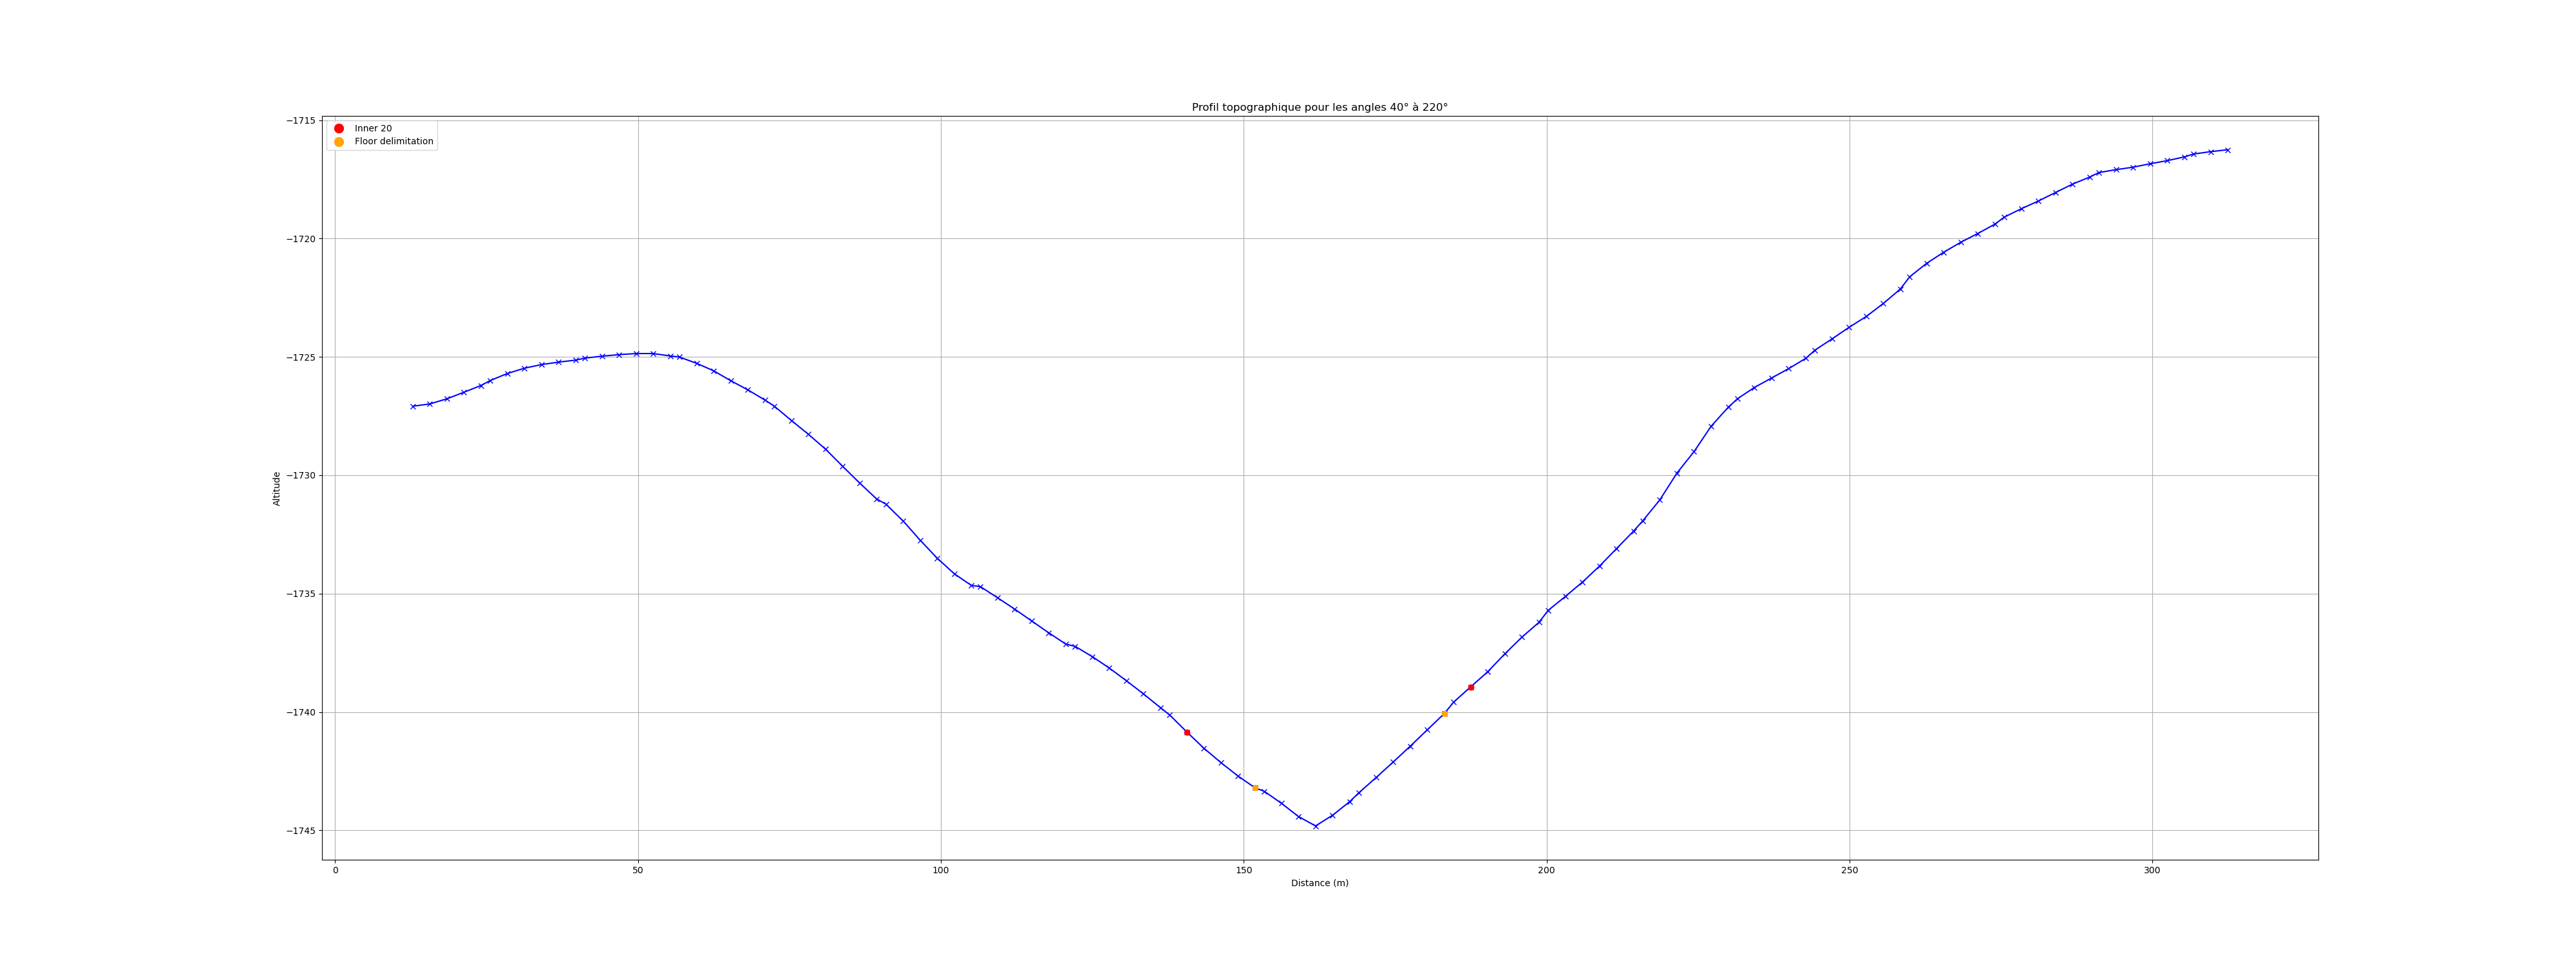 Profil topographique pour les angles 40° à 220°
Inner 20
Floor delimitation
−1715
−1720
−1725
−1730
−1735
−1740
−1745
Altitude
0 50 100 150 200 250 300
Distance (m)